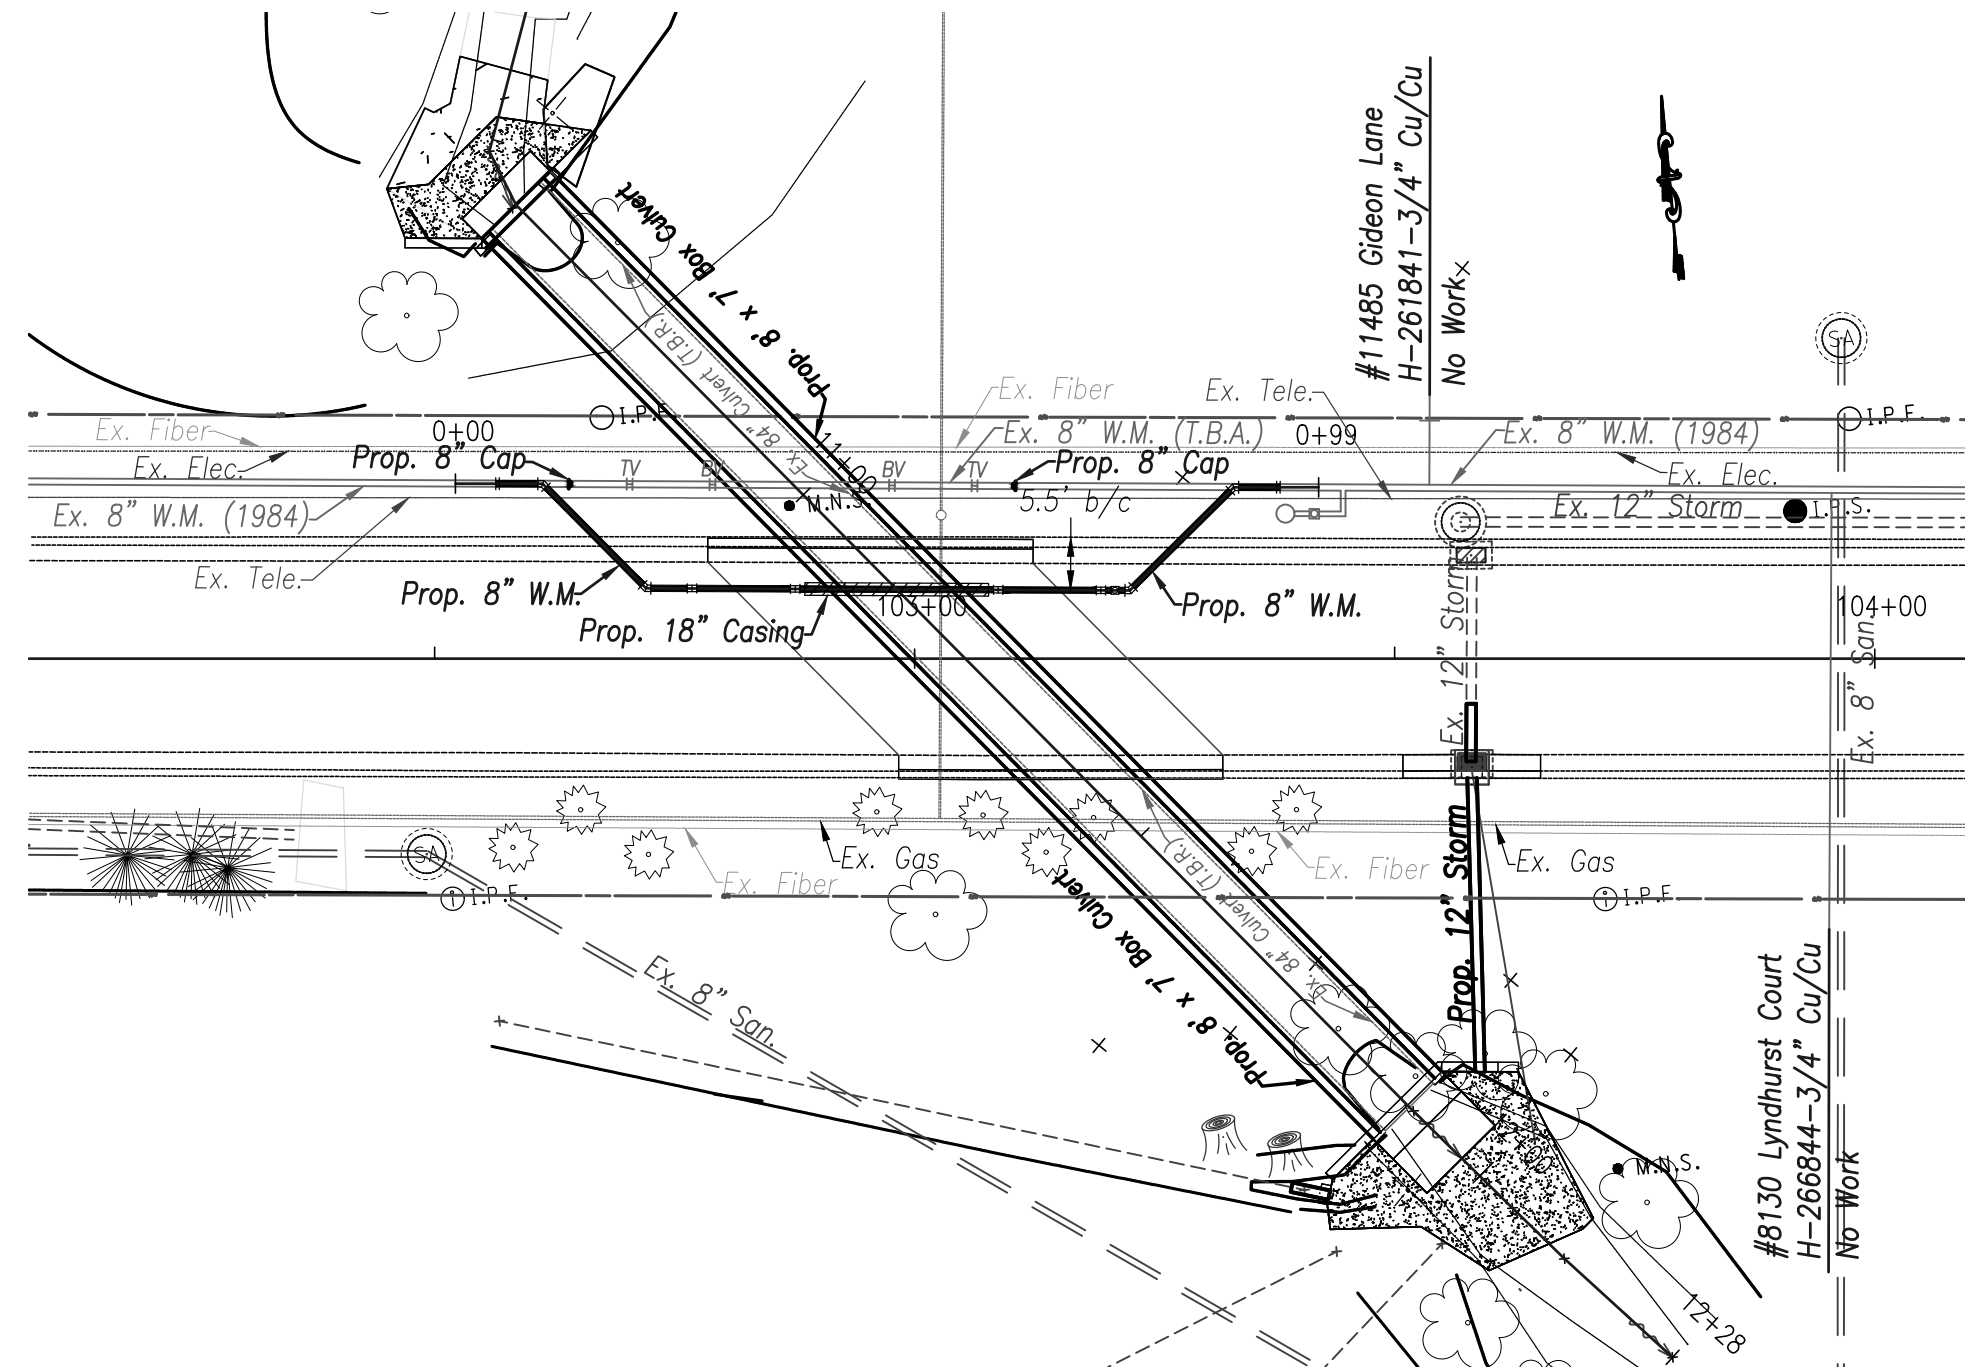 #11485 Gideon Lane
H-261841-3/4" Cu/Cu
No Work
SA
Prop. 8' x 7' Box Culvert
Ex. 84" Culvert (T.B.R.)
Ex. Fiber
Ex. Tele.
I.P.F.
I.P.F.
Ex. Fiber
0+00
Ex. 8" W.M. (T.B.A.)
0+99
Ex. 8" W.M. (1984)
Ex. Elec.
Prop. 8" Cap
11+00
Prop. 8" Cap
Ex. Elec.
TV
BV
BV
TV
M.N.S.
5.5' b/c
Ex. 12" Storm
I.P.S.
Ex. 8" W.M. (1984)
Ex. Tele.
Prop. 8" W.M.
103+00
Prop. 8" W.M.
104+00
Prop. 18" Casing
Ex. 12" Storm
Ex. 8" San.
SA
Ex. Gas
Ex. Fiber
Ex. Fiber
Ex. Gas
I.P.F.
I.P.F.
Prop. 12" Storm
Ex. 84" Culvert (T.B.R.)
Prop. 8' x 7' Box Culvert
Ex. 8" San.
#8130 Lyndhurst Court
H-266844-3/4" Cu/Cu
No Work
M.N.S.
12+28